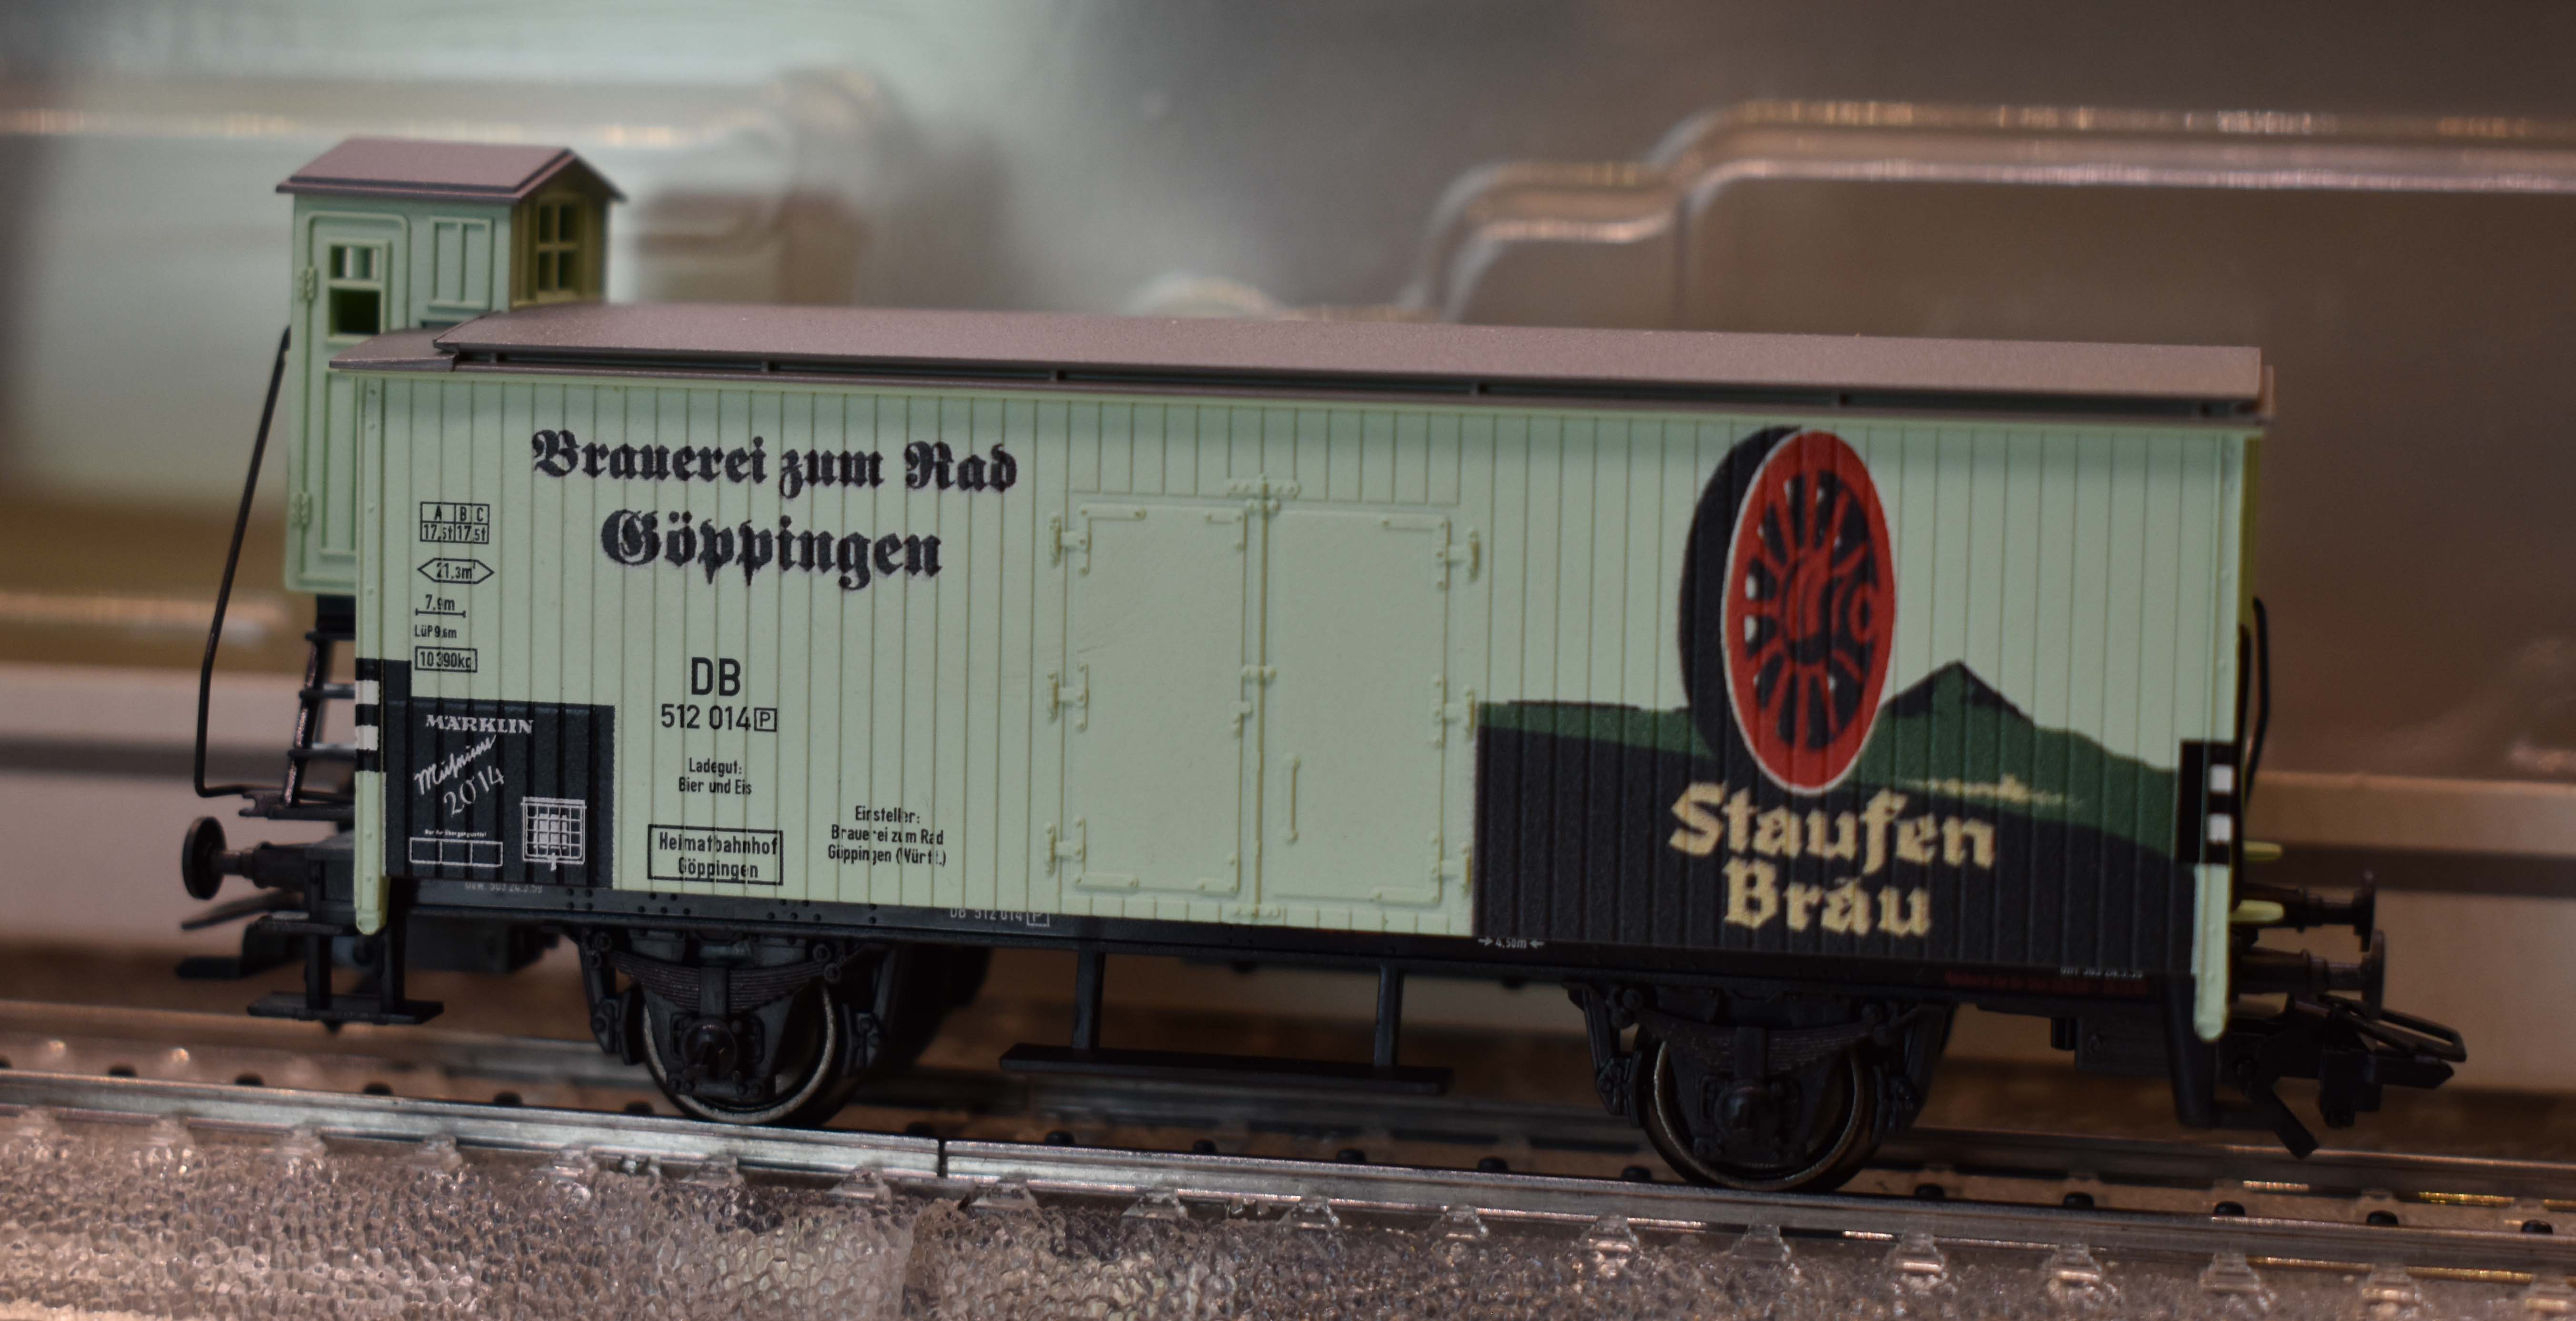 Brauerei zum Rad
Göppingen
A B C
17,5t 17,5t
21,3m²
7,9m
LüP 9,6m
10 390kg
DB
512 014 P
MÄRKLIN
Museum
2014
Ladegut:
Bier und Eis
Heimatbahnhof
Göppingen
Einsteller:
Brauerei zum Rad
Göppingen (Württ.)
Staufen
Bräu
DB 512 014 P
4,50m